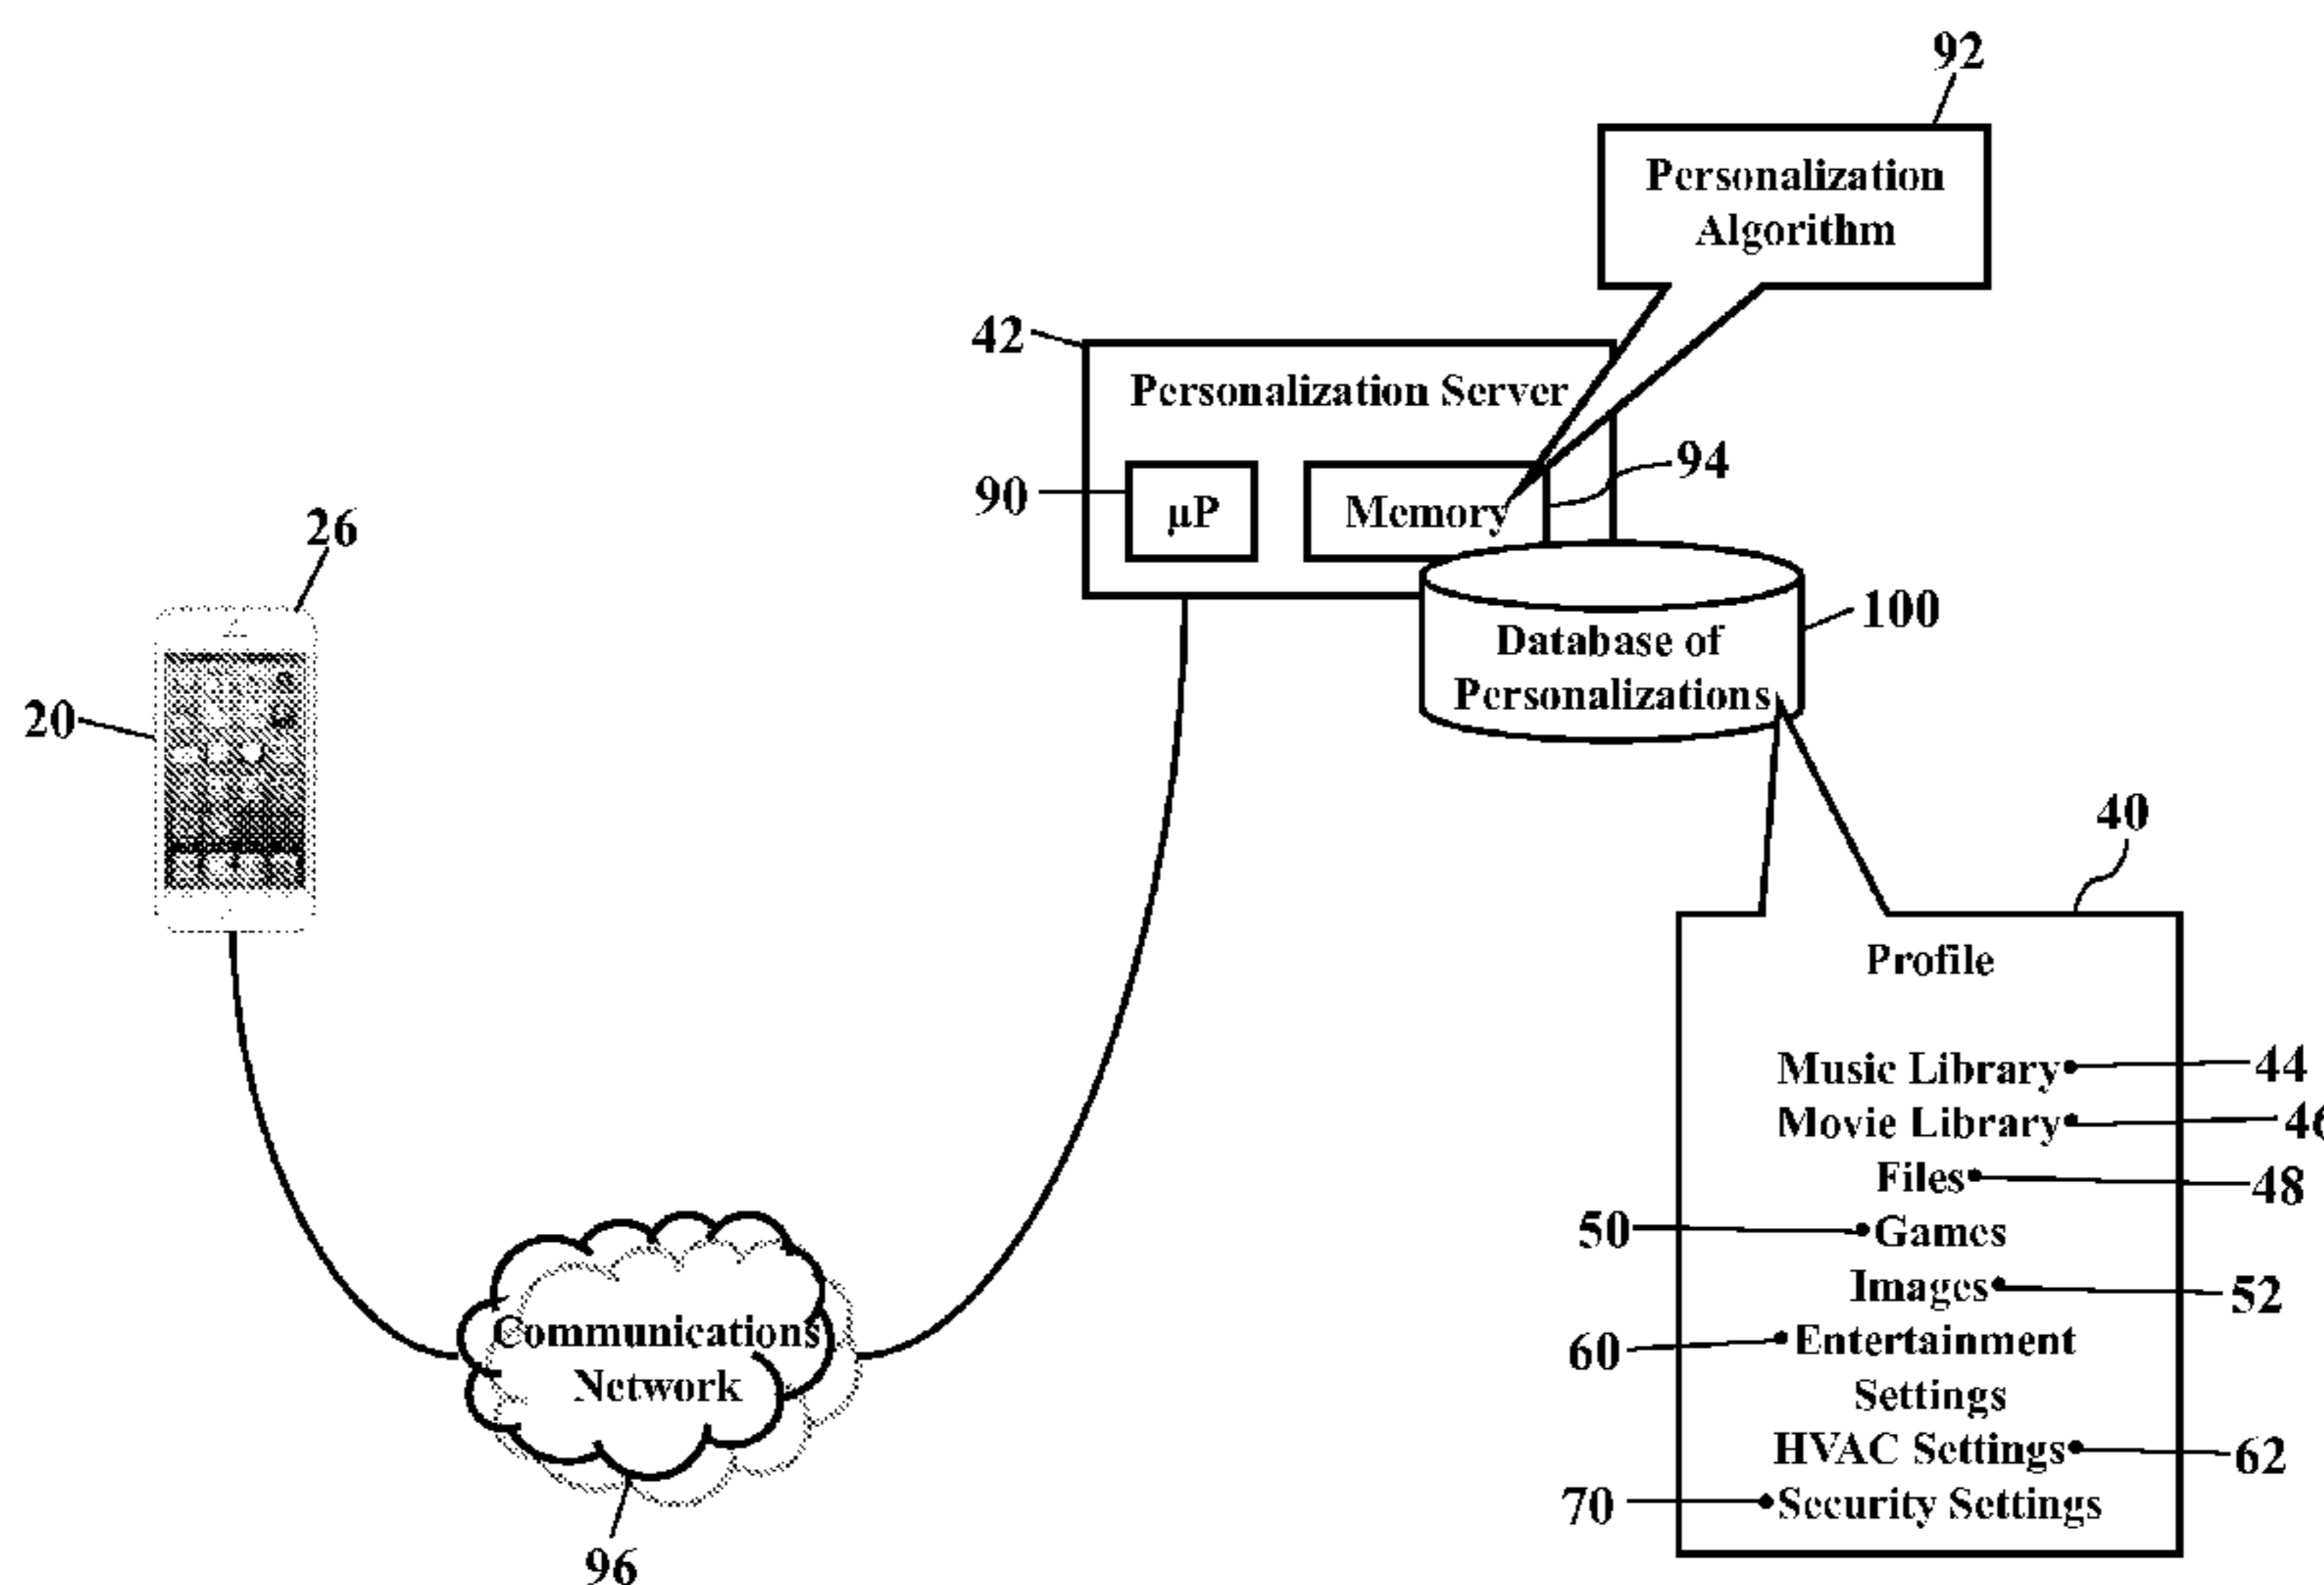 92
Personalization
Algorithm
42
Personalization Server
94
90
μP
Memory
26
100
Database of
Personalizations
20
40
Profile
Music Library
44
Movie Library
46
Files
48
50
Games
Images
52
60
Entertainment
Settings
HVAC Settings
62
70
Security Settings
Communications
Network
96